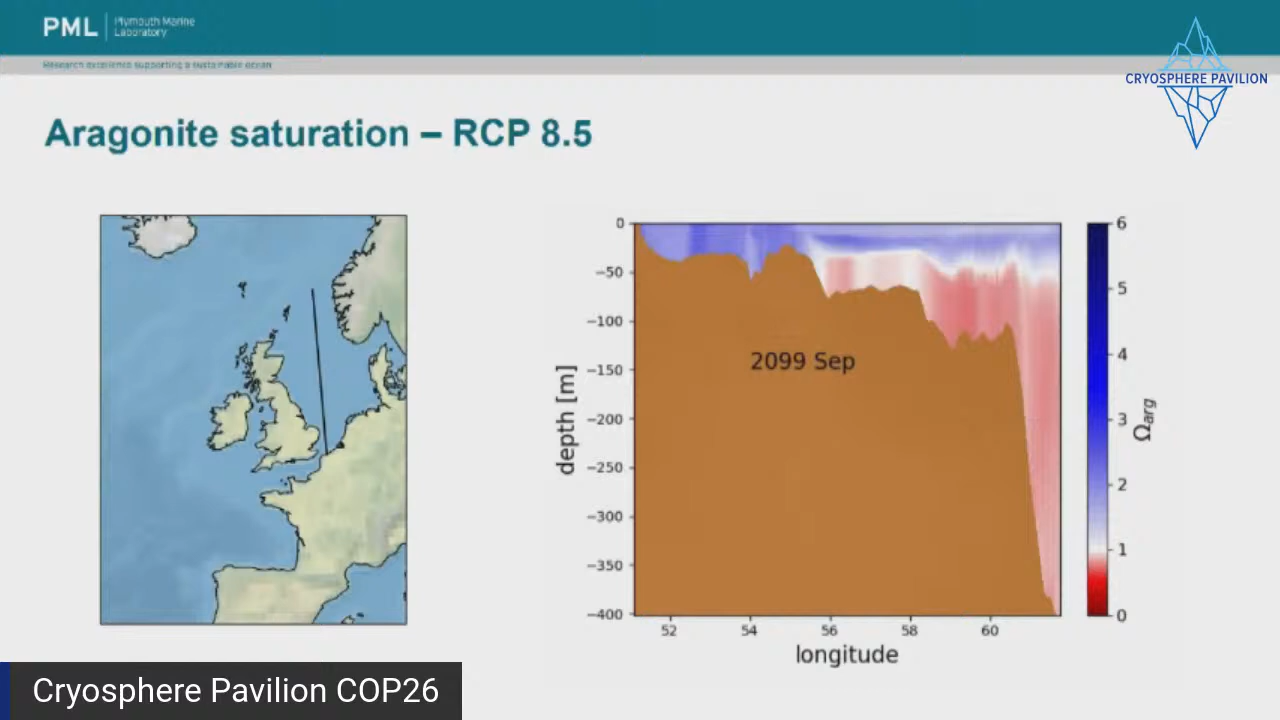 PML
Plymouth Marine
Laboratory
Research excellence supporting a sustainable ocean
CRYOSPHERE PAVILION
Aragonite saturation – RCP 8.5
0
−50
−100
−150
−200
−250
−300
−350
−400
depth [m]
2099 Sep
52
54
56
58
60
longitude
6
5
4
3
2
1
0
Ωarg
Cryosphere Pavilion COP26